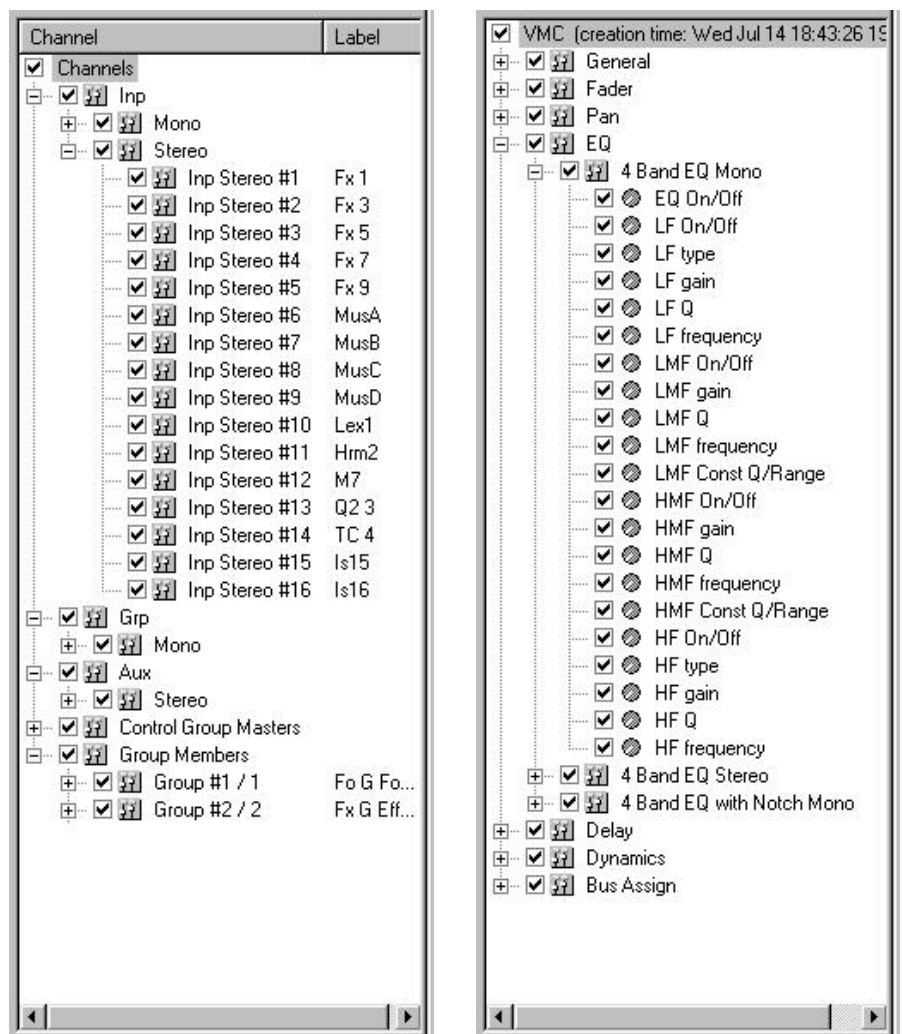 Channel Label
Channels
Inp
Mono
Stereo
Inp Stereo #1 Fx 1
Inp Stereo #2 Fx 3
Inp Stereo #3 Fx 5
Inp Stereo #4 Fx 7
Inp Stereo #5 Fx 9
Inp Stereo #6 MusA
Inp Stereo #7 MusB
Inp Stereo #8 MusC
Inp Stereo #9 MusD
Inp Stereo #10 Lex1
Inp Stereo #11 Hrm2
Inp Stereo #12 M7
Inp Stereo #13 Q2 3
Inp Stereo #14 TC 4
Inp Stereo #15 Is15
Inp Stereo #16 Is16
Grp
Mono
Aux
Stereo
Control Group Masters
Group Members
Group #1 / 1 Fo G Fo...
Group #2 / 2 Fx G Eff...
VMC (creation time: Wed Jul 14 18:43:26 19
General
Fader
Pan
EQ
4 Band EQ Mono
EQ On/Off
LF On/Off
LF type
LF gain
LF Q
LF frequency
LMF On/Off
LMF gain
LMF Q
LMF frequency
LMF Const Q/Range
HMF On/Off
HMF gain
HMF Q
HMF frequency
HMF Const Q/Range
HF On/Off
HF type
HF gain
HF Q
HF frequency
4 Band EQ Stereo
4 Band EQ with Notch Mono
Delay
Dynamics
Bus Assign